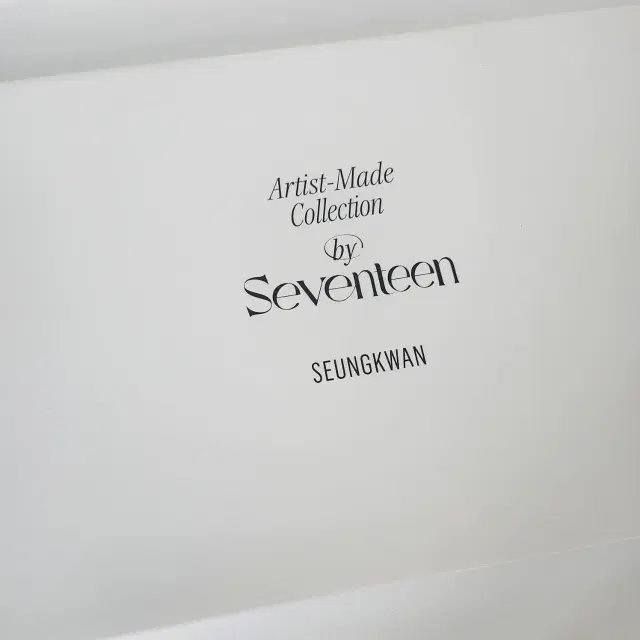 Artist-Made
Collection
by
Seventeen
SEUNGKWAN